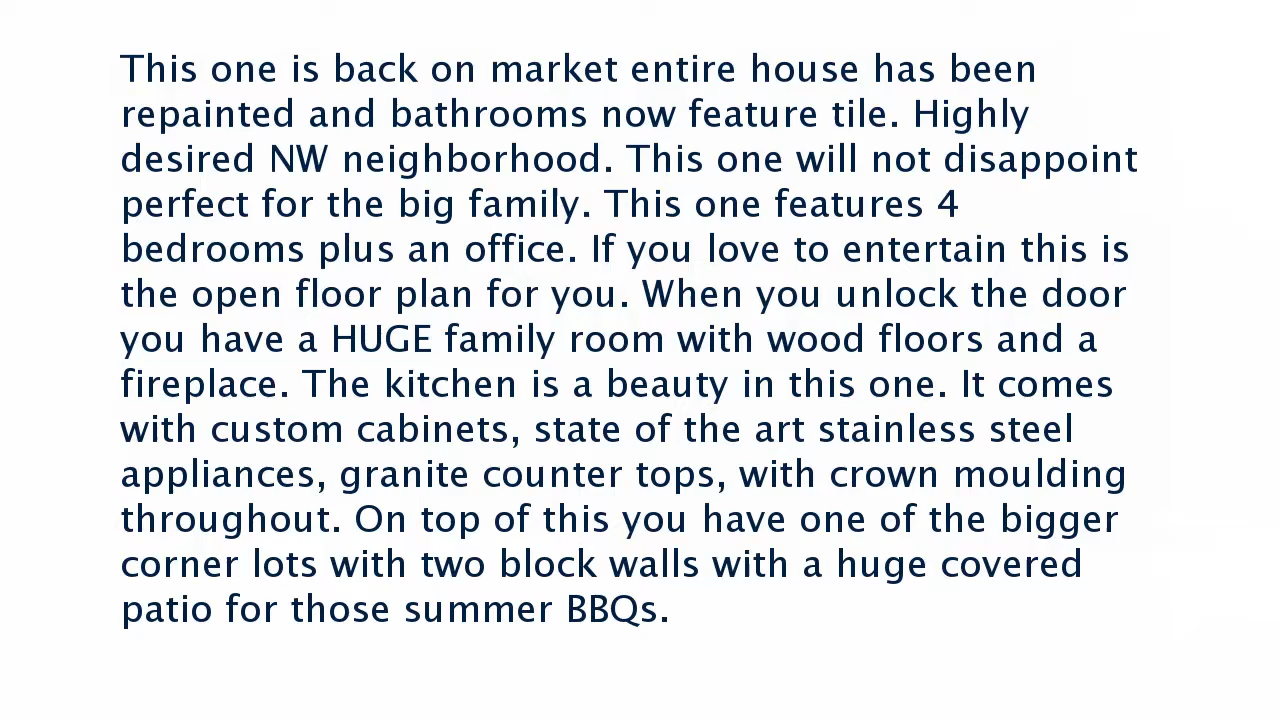 This one is back on market entire house has been
repainted and bathrooms now feature tile. Highly
desired NW neighborhood. This one will not disappoint
perfect for the big family. This one features 4
bedrooms plus an office. If you love to entertain this is
the open floor plan for you. When you unlock the door
you have a HUGE family room with wood floors and a
fireplace. The kitchen is a beauty in this one. It comes
with custom cabinets, state of the art stainless steel
appliances, granite counter tops, with crown moulding
throughout. On top of this you have one of the bigger
corner lots with two block walls with a huge covered
patio for those summer BBQs.